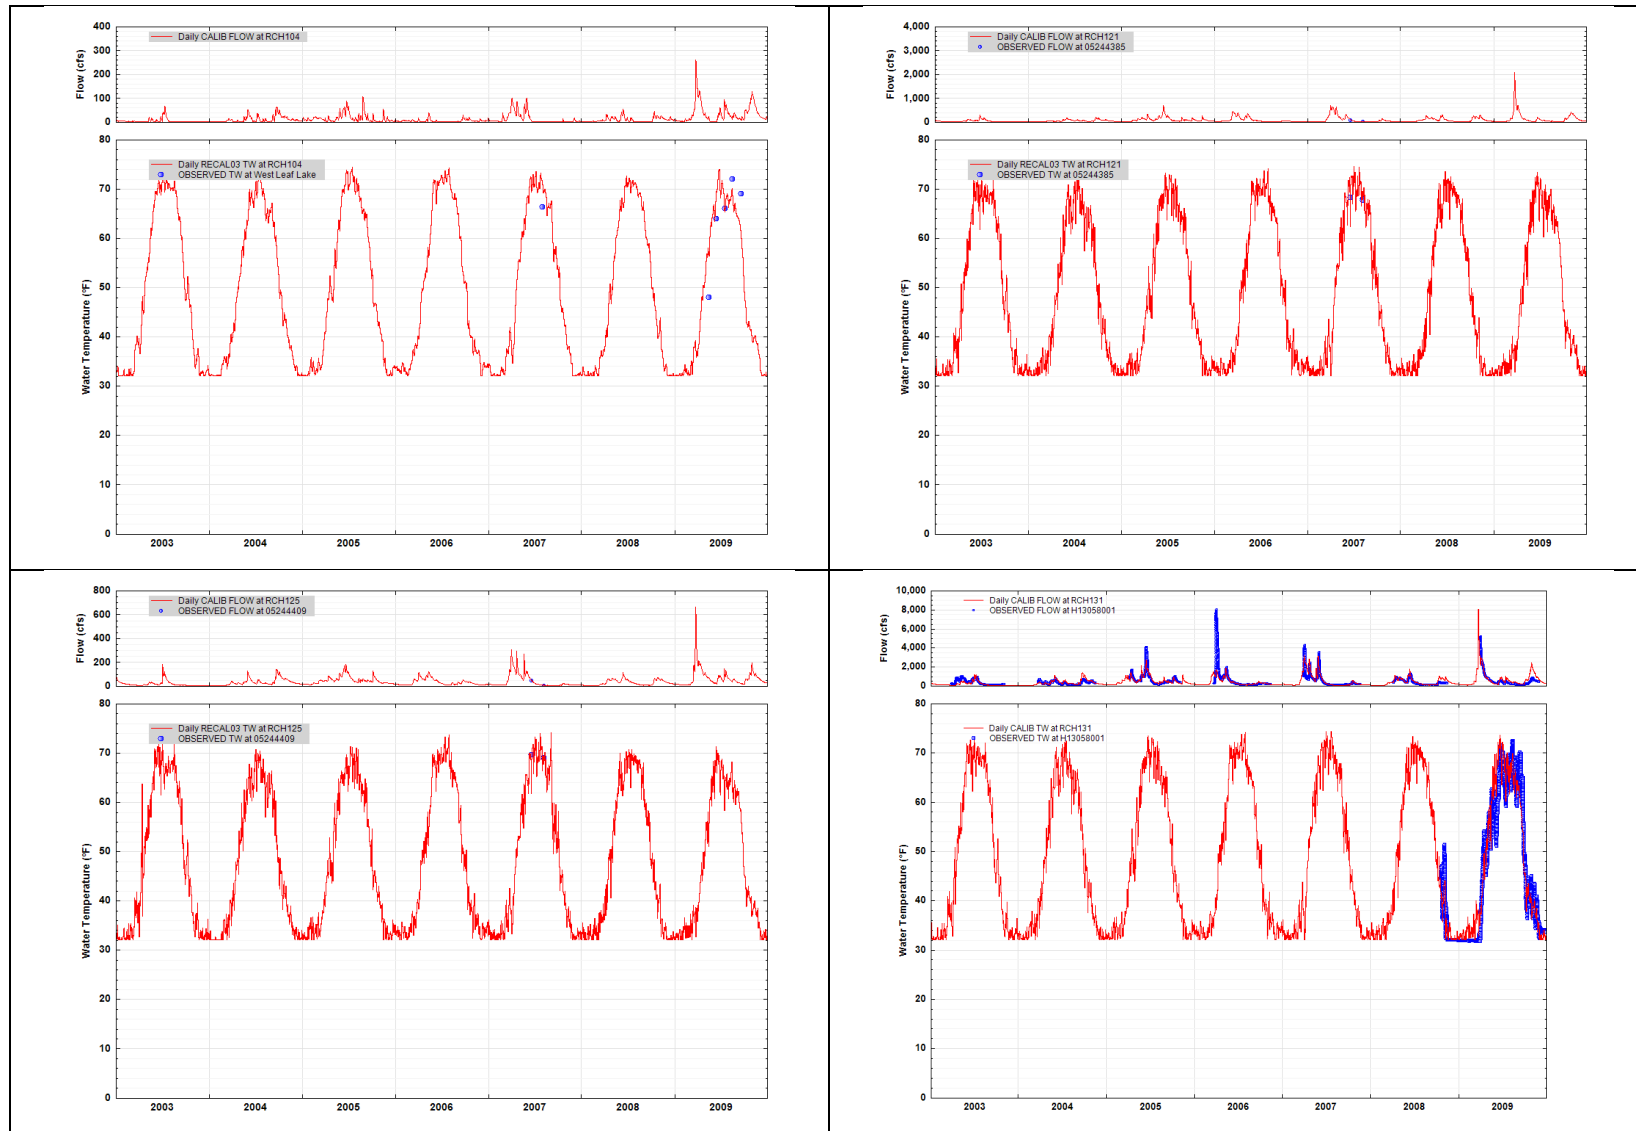 400
300
200
100
0
Flow (cfs)
Daily CALIB FLOW at RCH104
80
70
60
50
40
30
20
10
0
Water Temperature (°F)
Daily RECAL03 TW at RCH104
OBSERVED TW at West Leaf Lake
2003 2004 2005 2006 2007 2008 2009
4,000
3,000
2,000
1,000
0
Flow (cfs)
Daily CALIB FLOW at RCH121
OBSERVED FLOW at 05244385
80
70
60
50
40
30
20
10
0
Water Temperature (°F)
Daily RECAL03 TW at RCH121
OBSERVED TW at 05244385
2003 2004 2005 2006 2007 2008 2009
800
600
400
200
0
Flow (cfs)
Daily CALIB FLOW at RCH125
OBSERVED FLOW at 05244409
80
70
60
50
40
30
20
10
0
Water Temperature (°F)
Daily RECAL03 TW at RCH125
OBSERVED TW at 05244409
2003 2004 2005 2006 2007 2008 2009
10,000
8,000
6,000
4,000
2,000
0
Flow (cfs)
Daily CALIB FLOW at RCH131
OBSERVED FLOW at H13058001
80
70
60
50
40
30
20
10
0
Water Temperature (°F)
Daily CALIB TW at RCH131
OBSERVED TW at H13058001
2003 2004 2005 2006 2007 2008 2009